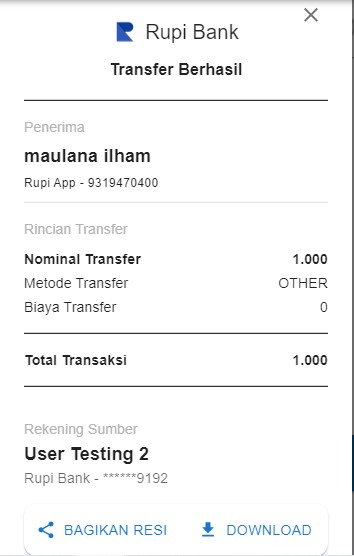 Rupi Bank
Transfer Berhasil
Penerima
maulana ilham
Rupi App - 9319470400
Rincian Transfer
Nominal Transfer 1.000
Metode Transfer OTHER
Biaya Transfer 0
Total Transaksi 1.000
Rekening Sumber
User Testing 2
Rupi Bank - ******9192
BAGIKAN RESI DOWNLOAD